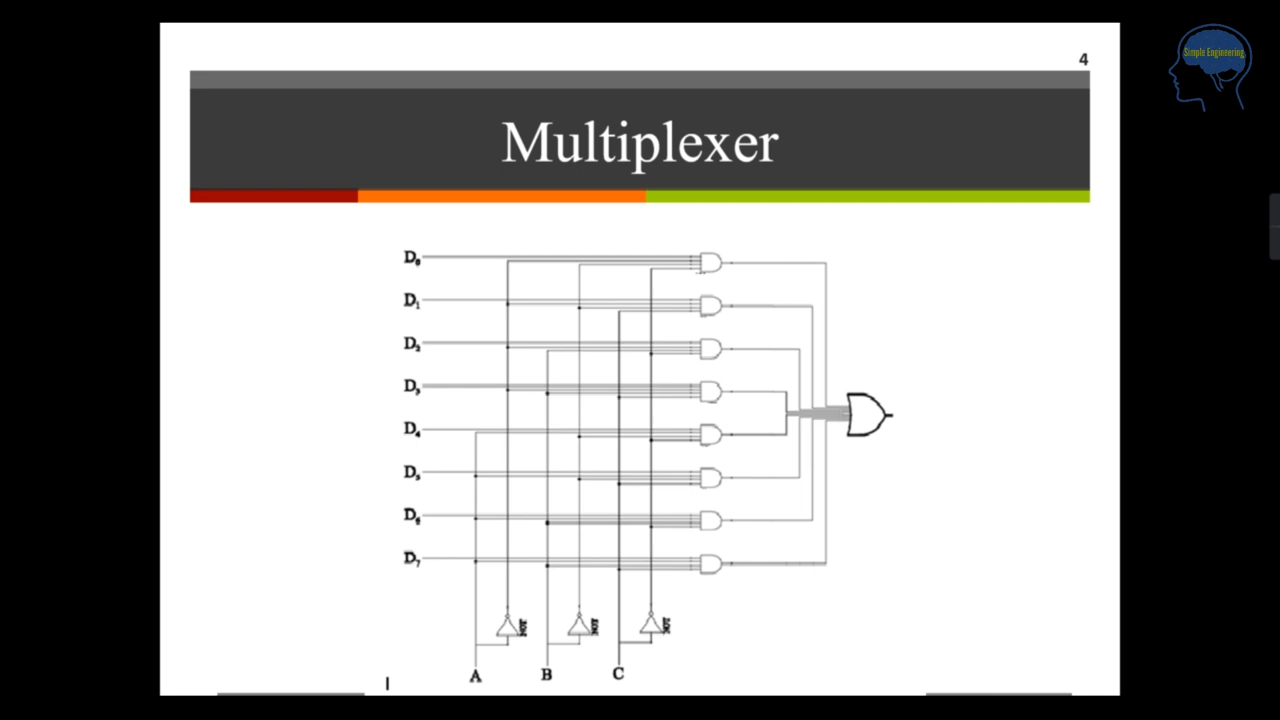 4
Simple Engineering
Multiplexer
D₀
D₁
D₂
D₃
D₄
D₅
D₆
D₇
NOT NOT NOT
A B C